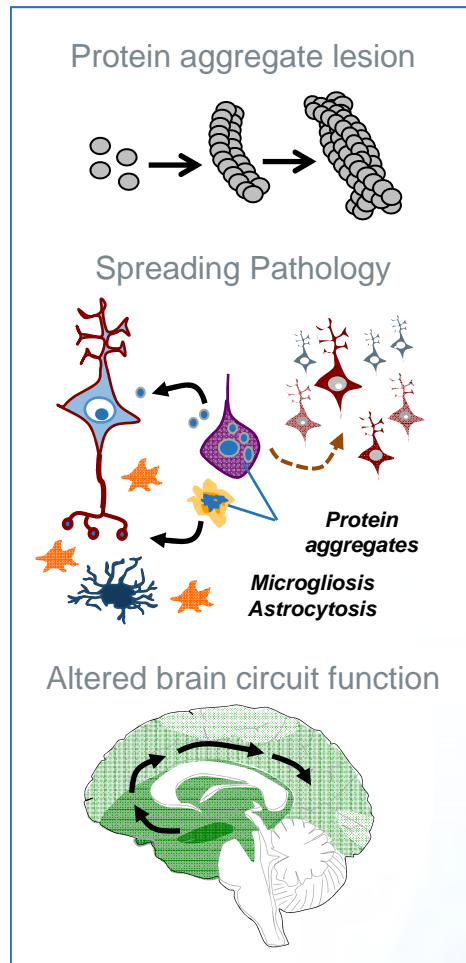 Protein aggregate lesion
Spreading Pathology
Protein
aggregates
Microgliosis
Astrocytosis
Altered brain circuit function